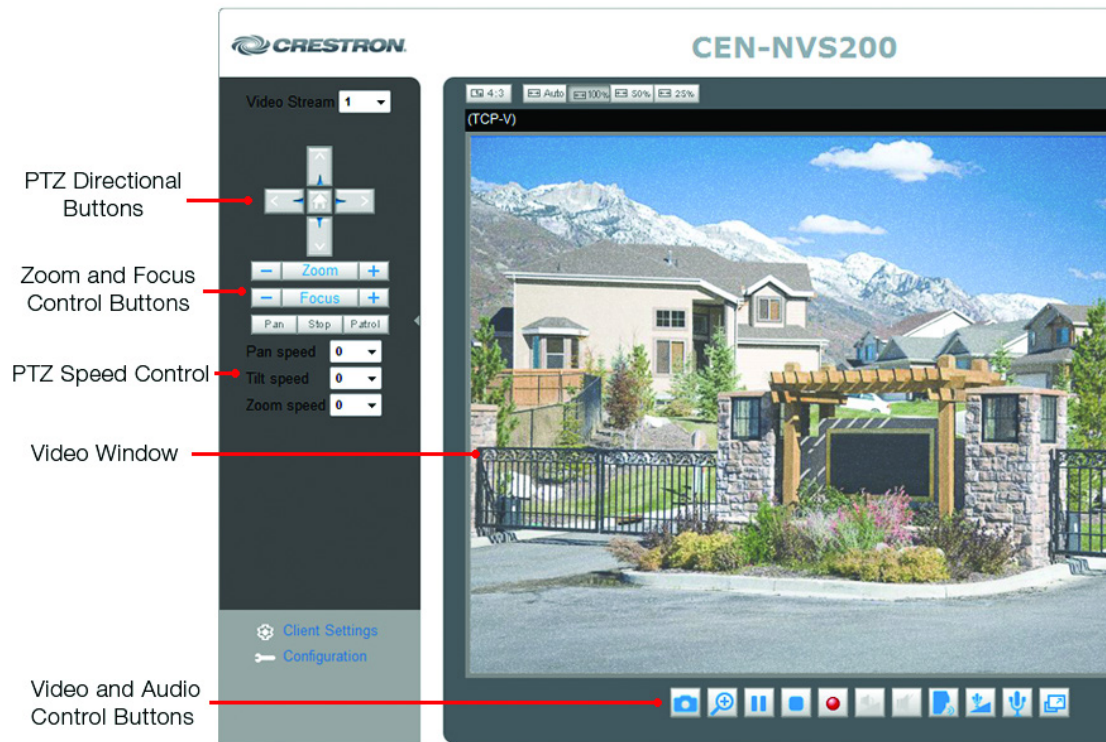 CRESTRON.
CEN-NVS200
Video Stream 1
4:3 Auto 100% 50% 25%
(TCP-V)
PTZ Directional
Buttons
Zoom and Focus
Control Buttons
- Zoom +
- Focus +
Pan Stop Patrol
PTZ Speed Control
Pan speed 0
Tilt speed 0
Zoom speed 0
Video Window
Client Settings
Configuration
Video and Audio
Control Buttons